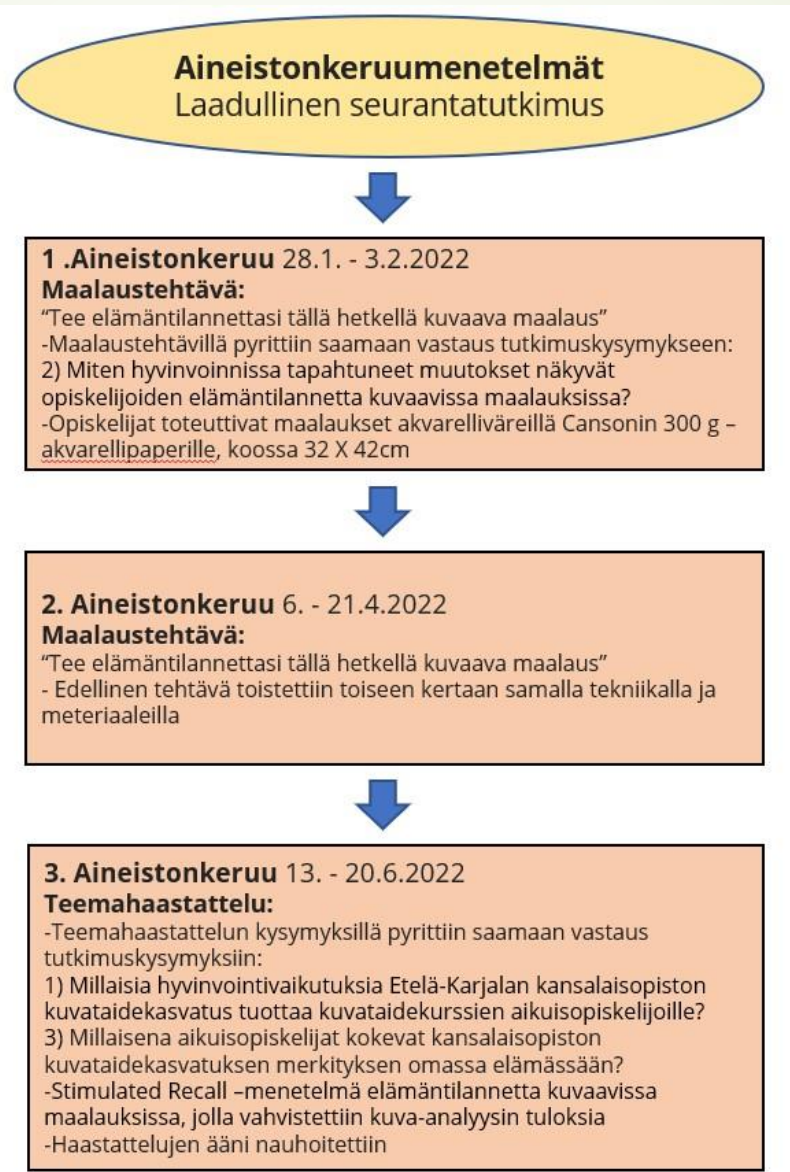 Aineistonkeruumenetelmät
Laadullinen seurantatutkimus
1 .Aineistonkeruu 28.1. - 3.2.2022
Maalaustehtävä:
“Tee elämäntilannettasi tällä hetkellä kuvaava maalaus”
-Maalaustehtävillä pyrittiin saamaan vastaus tutkimuskysymykseen:
2) Miten hyvinvoinnissa tapahtuneet muutokset näkyvät
opiskelijoiden elämäntilannetta kuvaavissa maalauksissa?
-Opiskelijat toteuttivat maalaukset akvarelliväreillä Cansonin 300 g –
akvarellipaperille, koossa 32 X 42cm
2. Aineistonkeruu 6. - 21.4.2022
Maalaustehtävä:
“Tee elämäntilannettasi tällä hetkellä kuvaava maalaus”
- Edellinen tehtävä toistettiin toiseen kertaan samalla tekniikalla ja
meteriaaleilla
3. Aineistonkeruu 13. - 20.6.2022
Teemahaastattelu:
-Teemahaastattelun kysymyksillä pyrittiin saamaan vastaus
tutkimuskysymyksiin:
1) Millaisia hyvinvointivaikutuksia Etelä-Karjalan kansalaisopiston
kuvataidekasvatus tuottaa kuvataidekurssien aikuisopiskelijoille?
3) Millaisena aikuisopiskelijat kokevat kansalaisopiston
kuvataidekasvatuksen merkityksen omassa elämässään?
-Stimulated Recall –menetelmä elämäntilannetta kuvaavissa
maalauksissa, jolla vahvistettiin kuva-analyysin tuloksia
-Haastattelujen ääni nauhoitettiin